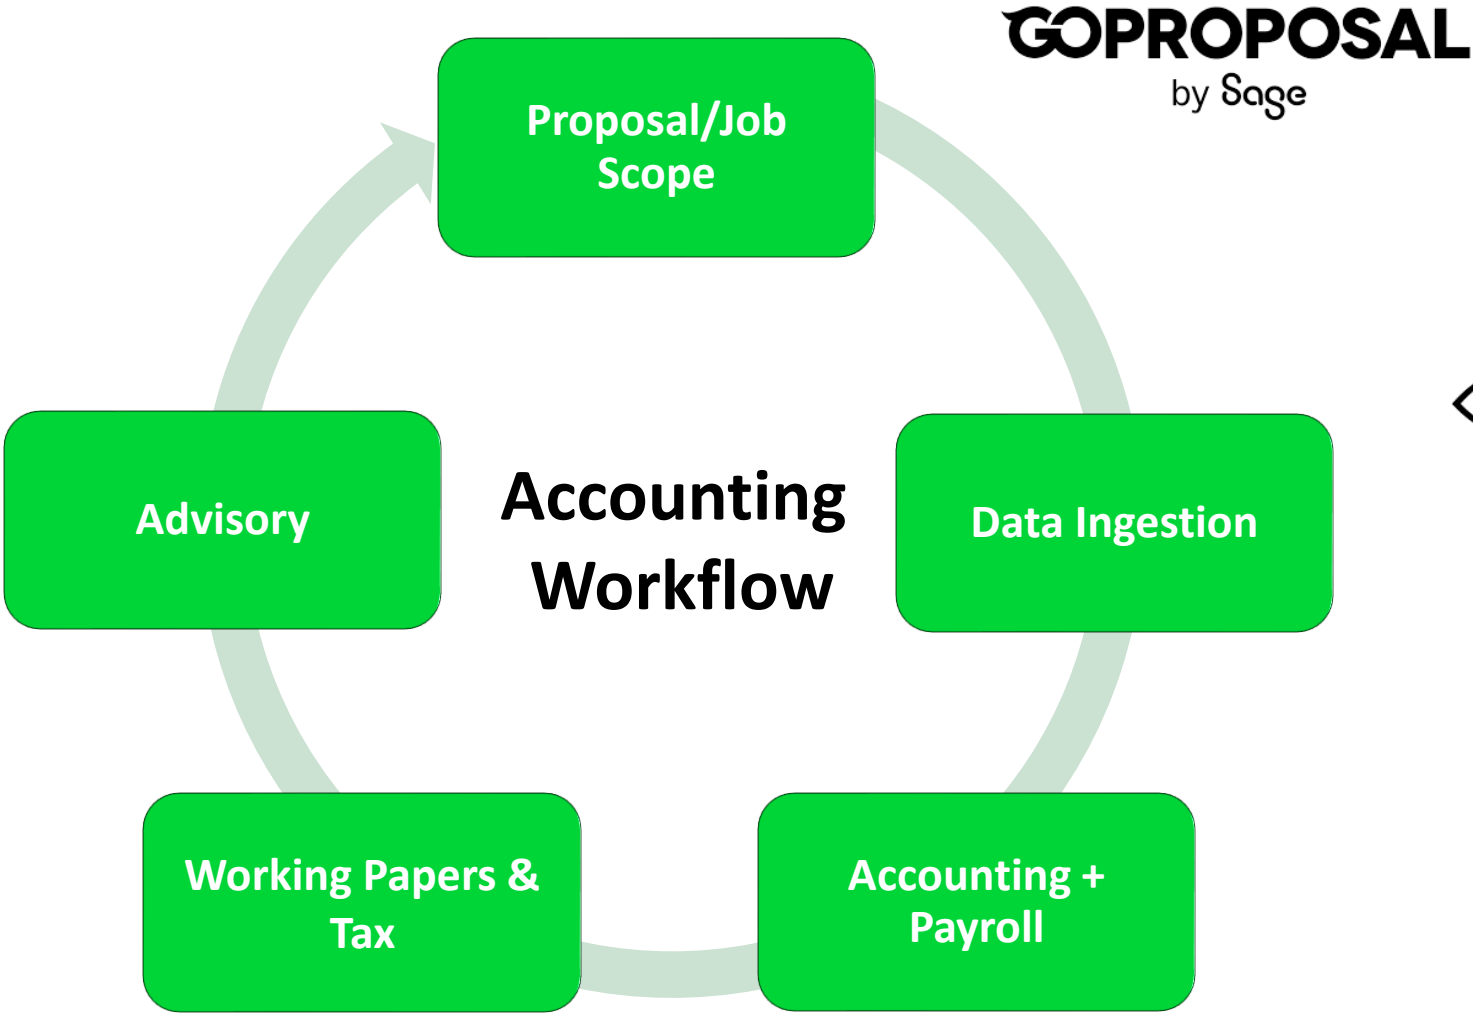 GOPROPOSAL
by Sage
Proposal/Job
Scope
Data Ingestion
Accounting +
Payroll
Working Papers &
Tax
Advisory
Accounting
Workflow